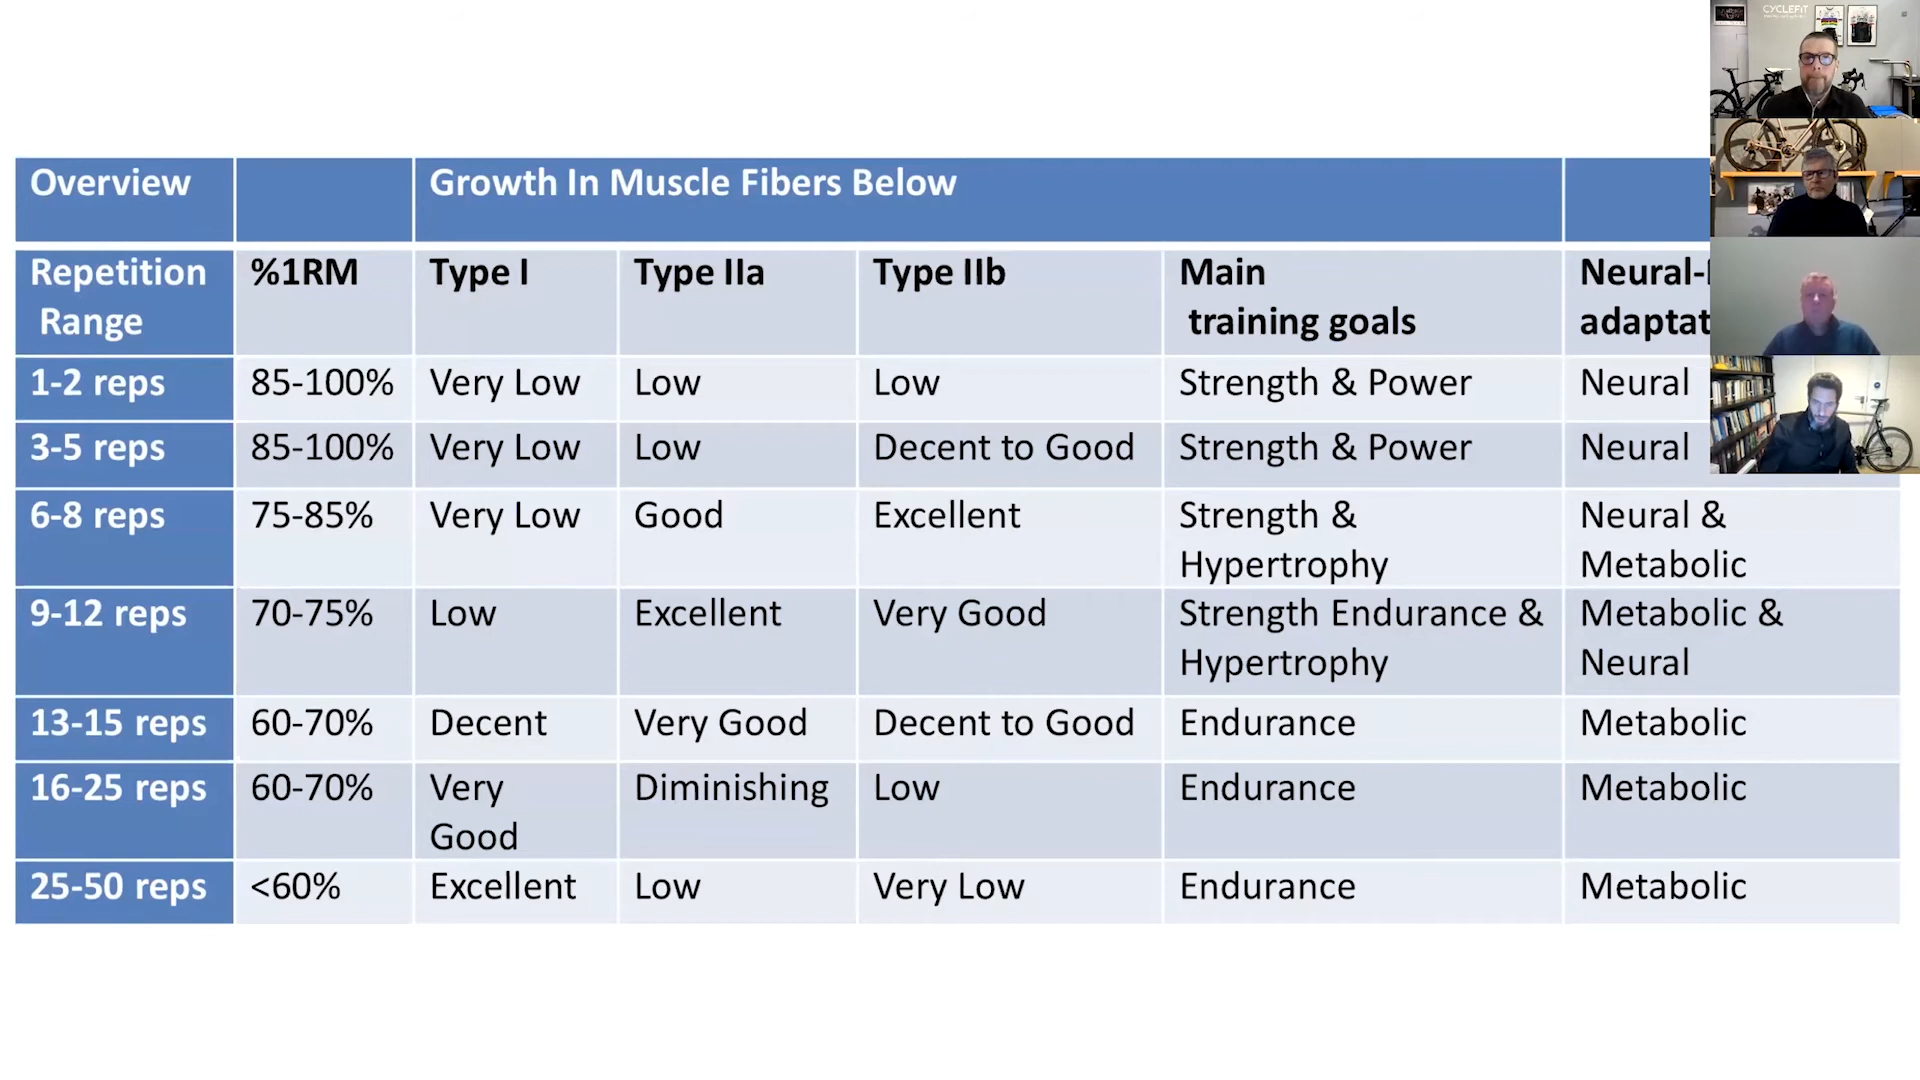 CYCLEFIT
Overview
Growth In Muscle Fibers Below
Repetition
Range
%1RM
Type I
Type IIa
Type IIb
Main
training goals
Neural-
1-2 reps
85-100%
Very Low
Low
Low
Strength & Power
Neural
3-5 reps
85-100%
Very Low
Low
Decent to Good
Strength & Power
Neural
6-8 reps
75-85%
Very Low
Good
Excellent
Strength &
Hypertrophy
Neural &
Metabolic
9-12 reps
70-75%
Low
Excellent
Very Good
Strength Endurance &
Hypertrophy
Metabolic &
Neural
13-15 reps
60-70%
Decent
Very Good
Decent to Good
Endurance
Metabolic
16-25 reps
60-70%
Very
Good
Diminishing
Low
Endurance
Metabolic
25-50 reps
<60%
Excellent
Low
Very Low
Endurance
Metabolic